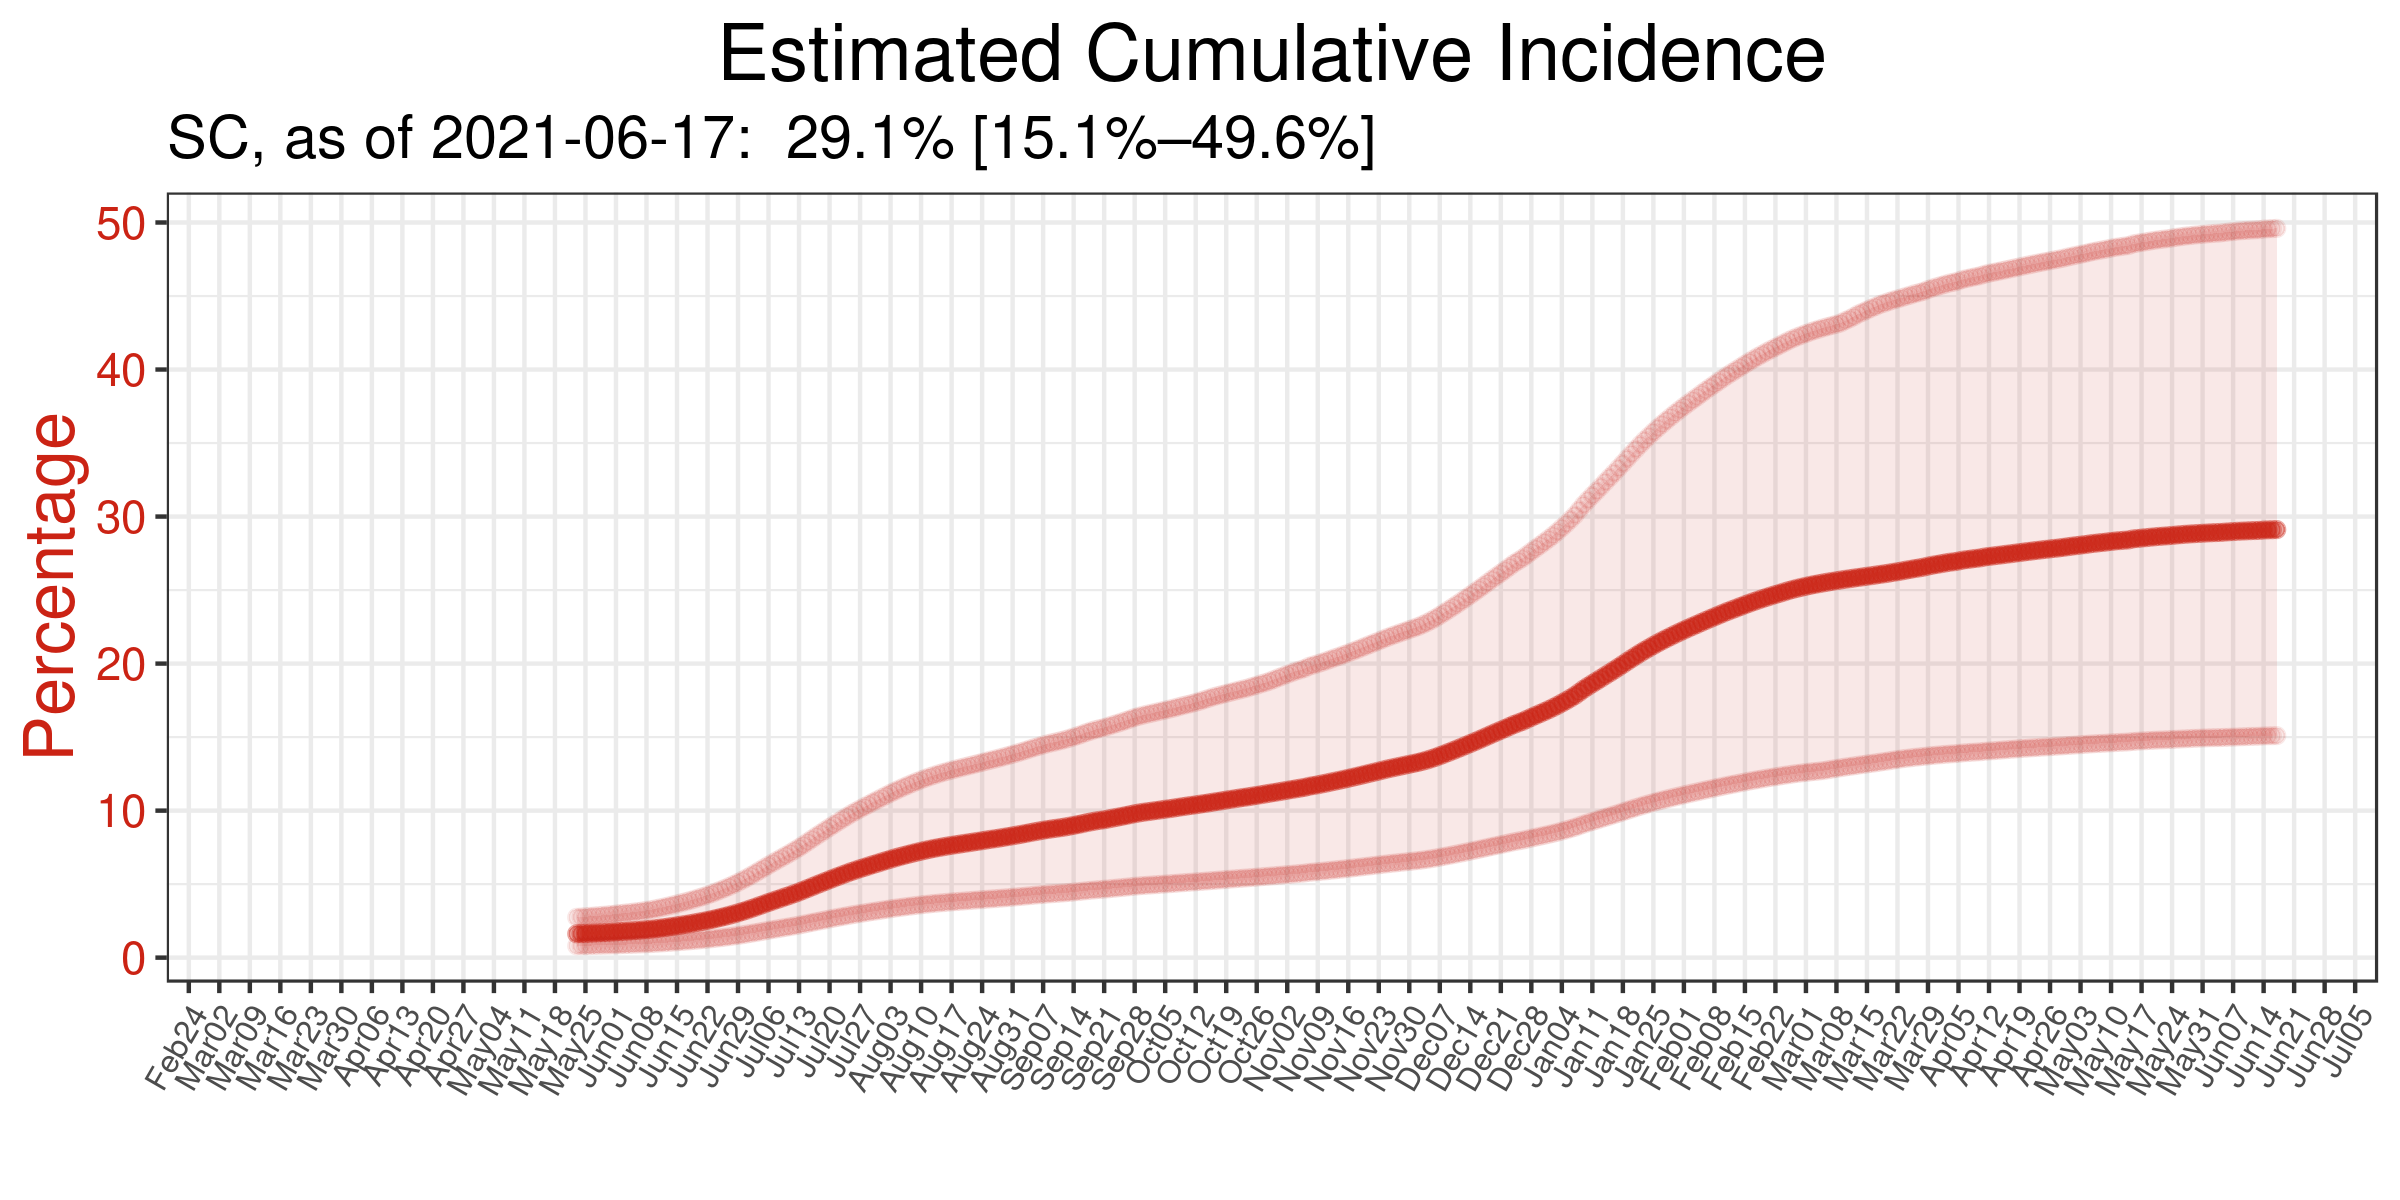 Estimated Cumulative Incidence
SC, as of 2021-06-17:  29.1% [15.1%–49.6%]
Percentage
50
40
30
20
10
0
Feb24
Mar02
Mar09
Mar16
Mar23
Mar30
Apr06
Apr13
Apr20
Apr27
May04
May11
May18
May25
Jun01
Jun08
Jun15
Jun22
Jun29
Jul06
Jul13
Jul20
Jul27
Aug03
Aug10
Aug17
Aug24
Aug31
Sep07
Sep14
Sep21
Sep28
Oct05
Oct12
Oct19
Oct26
Nov02
Nov09
Nov16
Nov23
Nov30
Dec07
Dec14
Dec21
Dec28
Jan04
Jan11
Jan18
Jan25
Feb01
Feb08
Feb15
Feb22
Mar01
Mar08
Mar15
Mar22
Mar29
Apr05
Apr12
Apr19
Apr26
May03
May10
May17
May24
May31
Jun07
Jun14
Jun21
Jun28
Jul05